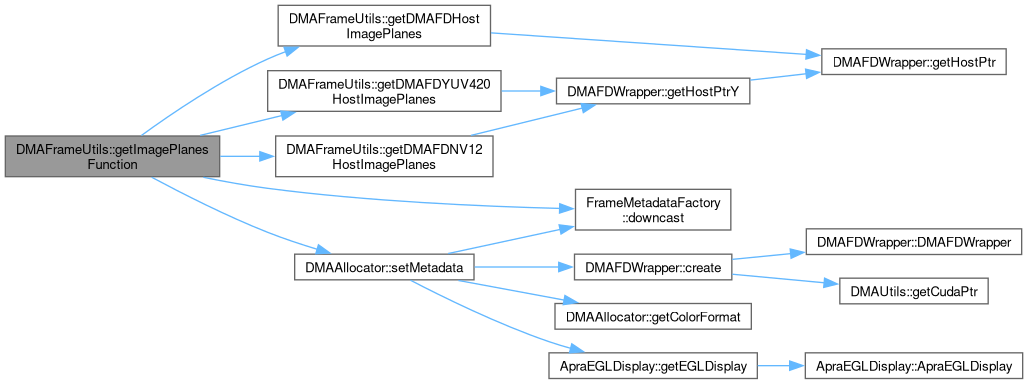 DMAFrameUtils::getImagePlanes
Function
DMAFrameUtils::getDMAFDHost
ImagePlanes
DMAFrameUtils::getDMAFDYUV420
HostImagePlanes
DMAFrameUtils::getDMAFDNV12
HostImagePlanes
DMAAllocator::setMetadata
DMAFDWrapper::getHostPtrY
FrameMetadataFactory
::downcast
DMAFDWrapper::create
DMAAllocator::getColorFormat
ApraEGLDisplay::getEGLDisplay
DMAFDWrapper::getHostPtr
DMAFDWrapper::DMAFDWrapper
DMAUtils::getCudaPtr
ApraEGLDisplay::ApraEGLDisplay